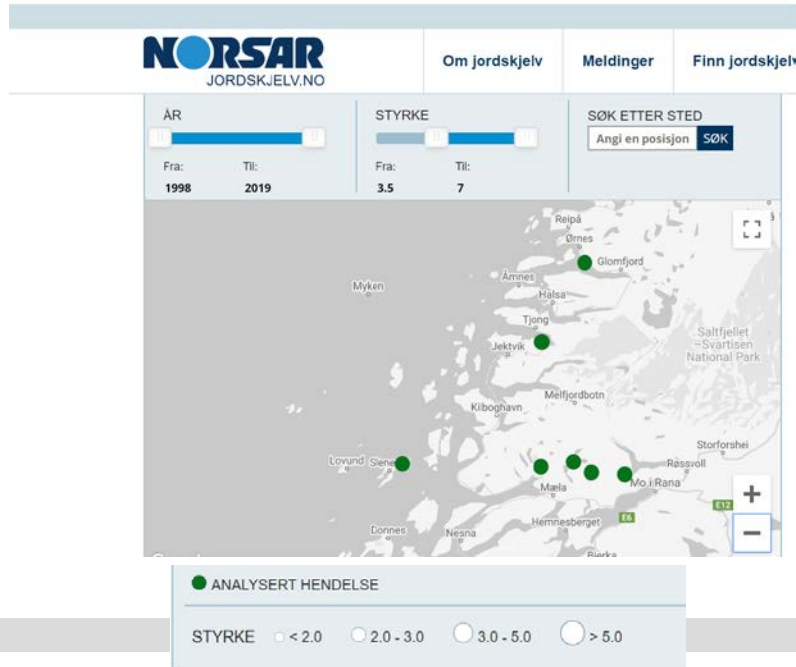 NORSAR
JORDSKJELV.NO
Om jordskjelv
Meldinger
Finn jordskjelv
ÅR
Fra: Til:
1998 2019
STYRKE
Fra: Til:
3.5 7
SØK ETTER STED
Angi en posisjon SØK
Reipå
Ørnes
Glomfjord
Åmnes
Myken
Halsa
Tjong
Jektvik
Saltfjellet
-Svartisen
National Park
Melfjordbotn
Kilboghavn
Storforshei
Lovund
Røssvoll
Mo i Rana
Mæla
E12
Hemnesberget
E6
Dønnes
Nesna
Bjerka
ANALYSERT HENDELSE
STYRKE < 2.0 2.0 - 3.0 3.0 - 5.0 > 5.0